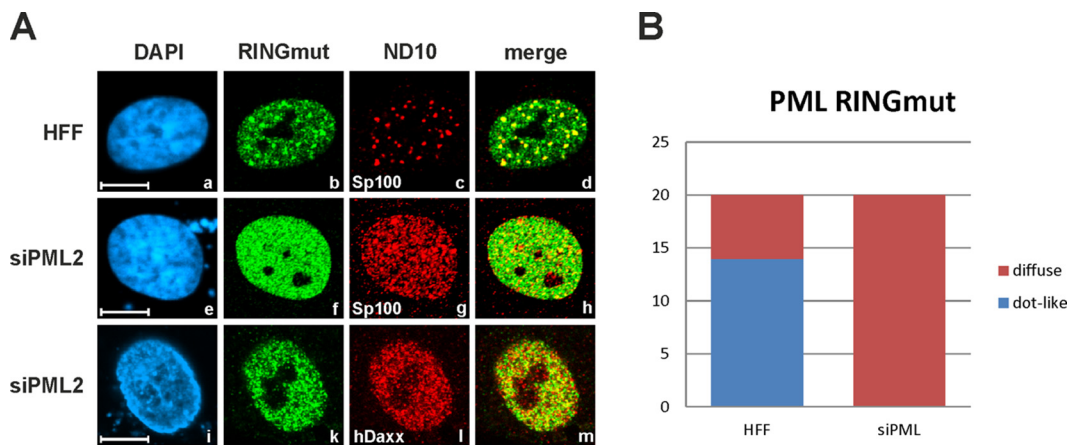 A
DAPI RINGmut ND10 merge
HFF
a b Sp100 c d
siPML2
e f Sp100 g h
siPML2
i k hDaxx l m
B
PML RINGmut
25
20
15
10
5
0
HFF siPML
diffuse
dot-like